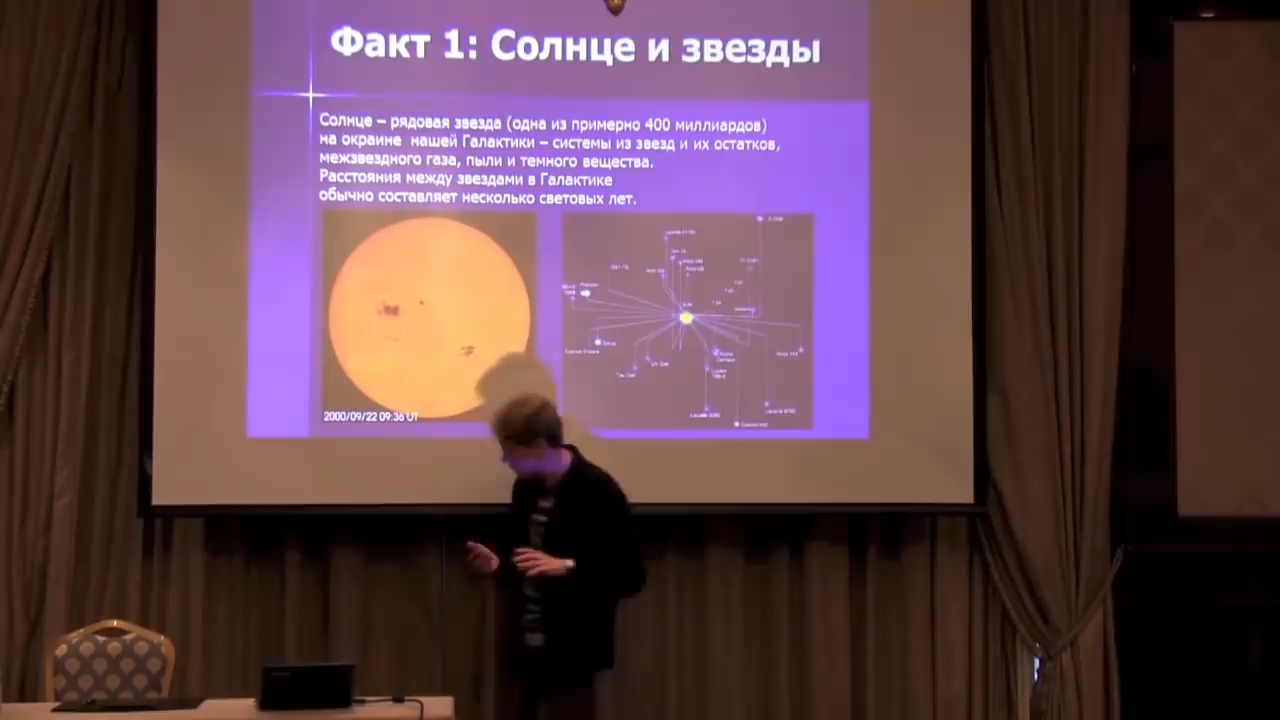 Факт 1: Солнце и звезды
Солнце – рядовая звезда (одна из примерно 400 миллиардов)
на окраине нашей Галактики – системы из звезд и их остатков,
межзвездного газа, пыли и темного вещества.
Расстояния между звездами в Галактике
обычно составляет несколько световых лет.
2000/09/22 09:36 UT